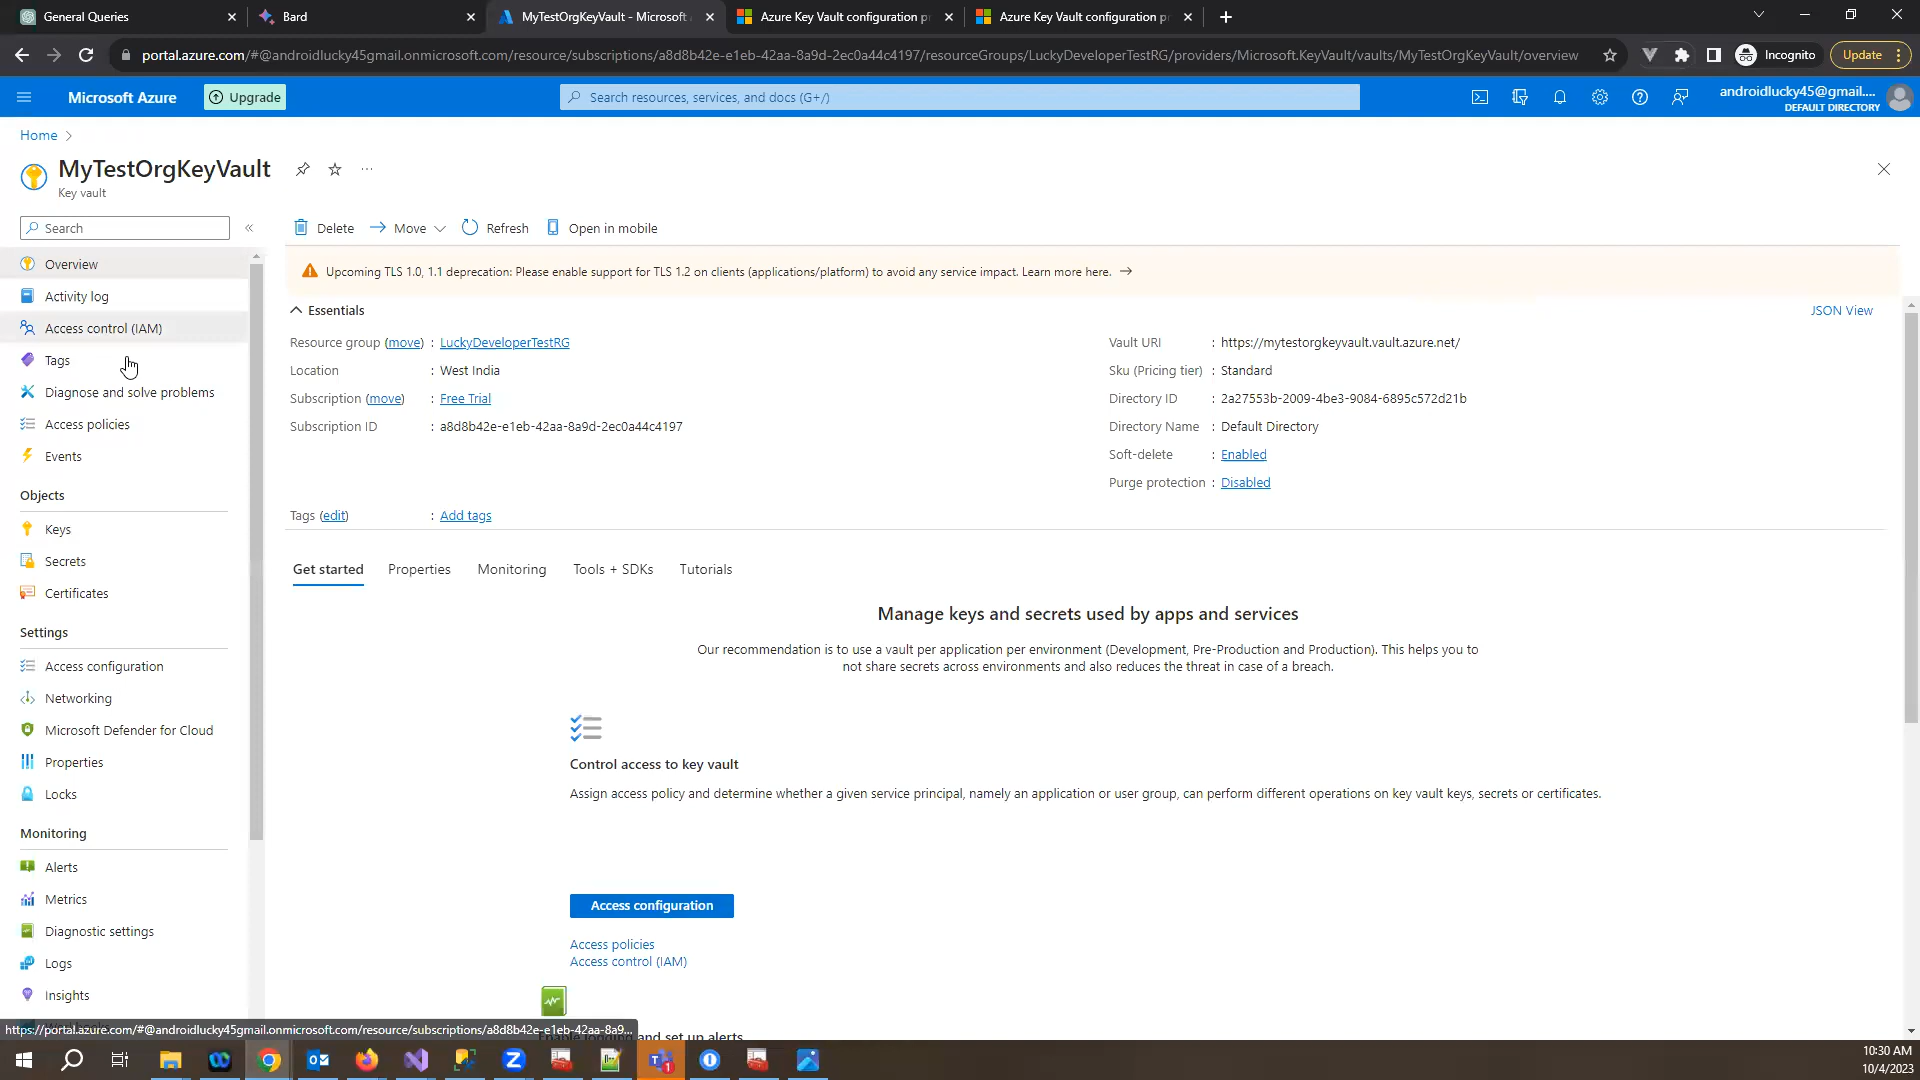 General Queries
Bard
MyTestOrgKeyVault - Microsoft
Azure Key Vault configuration p
Azure Key Vault configuration p
portal.azure.com/#@androidlucky45gmail.onmicrosoft.com/resource/subscriptions/a8d8b42e-e1eb-42aa-8a9d-2ec0a44c4197/resourceGroups/LuckyDeveloperTestRG/providers/Microsoft.KeyVault/vaults/MyTestOrgKeyVault/overview
Incognito
Update
Microsoft Azure
Upgrade
Search resources, services, and docs (G+/)
androidlucky45@gmail....
DEFAULT DIRECTORY
Home
MyTestOrgKeyVault
Key vault
Search
Overview
Activity log
Access control (IAM)
Tags
Diagnose and solve problems
Access policies
Events
Objects
Keys
Secrets
Certificates
Settings
Access configuration
Networking
Microsoft Defender for Cloud
Properties
Locks
Monitoring
Alerts
Metrics
Diagnostic settings
Logs
Insights
Delete
Move
Refresh
Open in mobile
Upcoming TLS 1.0, 1.1 deprecation: Please enable support for TLS 1.2 on clients (applications/platform) to avoid any service impact. Learn more here.
Essentials
JSON View
Resource group (move) : LuckyDeveloperTestRG
Location : West India
Subscription (move) : Free Trial
Subscription ID : a8d8b42e-e1eb-42aa-8a9d-2ec0a44c4197
Vault URI : https://mytestorgkeyvault.vault.azure.net/
Sku (Pricing tier) : Standard
Directory ID : 2a27553b-2009-4be3-9084-6895c572d21b
Directory Name : Default Directory
Soft-delete : Enabled
Purge protection : Disabled
Tags (edit) : Add tags
Get started
Properties
Monitoring
Tools + SDKs
Tutorials
Manage keys and secrets used by apps and services
Our recommendation is to use a vault per application per environment (Development, Pre-Production and Production). This helps you to
not share secrets across environments and also reduces the threat in case of a breach.
Control access to key vault
Assign access policy and determine whether a given service principal, namely an application or user group, can perform different operations on key vault keys, secrets or certificates.
Access configuration
Access policies
Access control (IAM)
Enable logging and set up alerts
https://portal.azure.com/#@androidlucky45gmail.onmicrosoft.com/resource/subscriptions/a8d8b42e-e1eb-42aa-8a9...
1
10:30 AM
10/4/2023